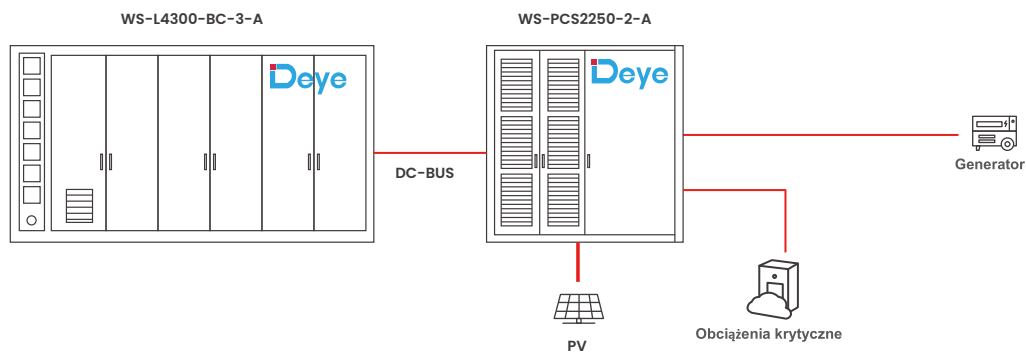 WS-L4300-BC-3-A
WS-PCS2250-2-A
Deye
Deye
DC-BUS
Generator
Obciążenia krytyczne
PV